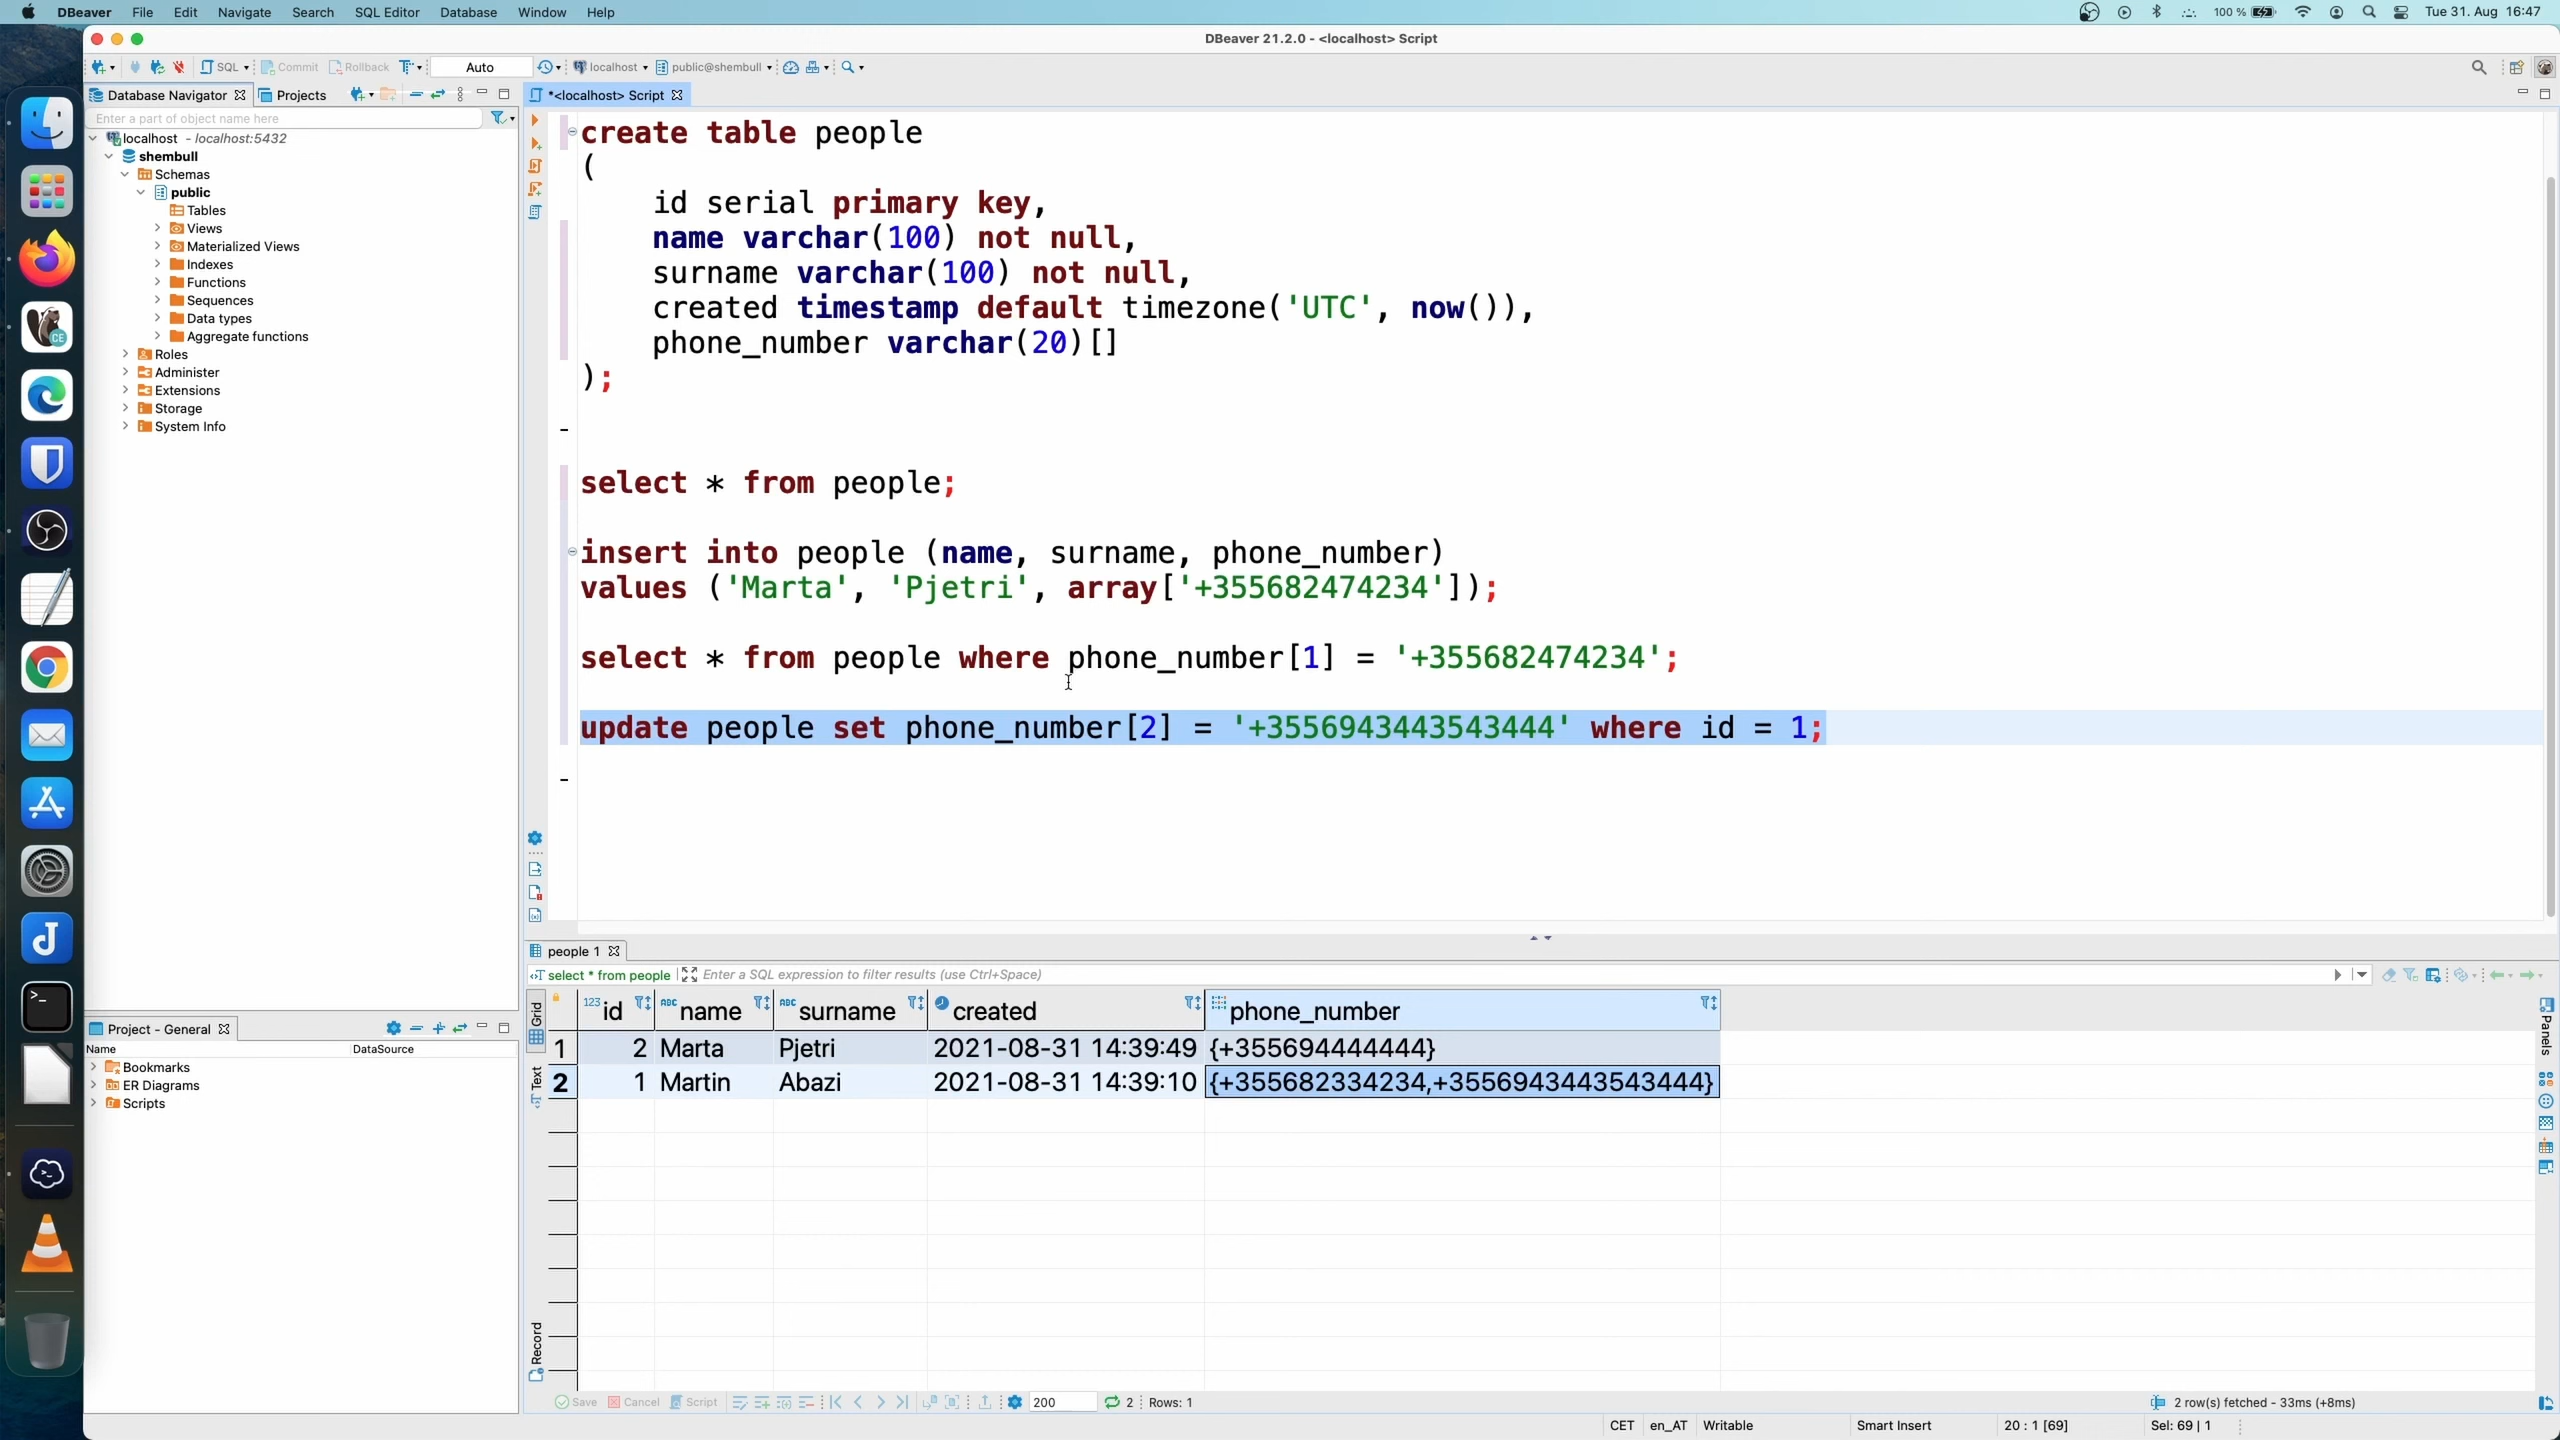 DBeaver File Edit Navigate Search SQL Editor Database Window Help
100 % Tue 31. Aug 16:47
DBeaver 21.2.0 - <localhost> Script
SQL Commit Rollback Auto localhost public@shembull
Database Navigator Projects
*<localhost> Script
Enter a part of object name here
localhost - localhost:5432
shembull
Schemas
public
Tables
Views
Materialized Views
Indexes
Functions
Sequences
Data types
Aggregate functions
Roles
Administer
Extensions
Storage
System Info
create table people
(
id serial primary key,
name varchar(100) not null,
surname varchar(100) not null,
created timestamp default timezone('UTC', now()),
phone_number varchar(20)[]
);
select * from people;
insert into people (name, surname, phone_number)
values ('Marta', 'Pjetri', array['+355682474234']);
select * from people where phone_number[1] = '+355682474234';
update people set phone_number[2] = '+3556943443543444' where id = 1;
Project - General
Name DataSource
Bookmarks
ER Diagrams
Scripts
people 1
select * from people Enter a SQL expression to filter results (use Ctrl+Space)
Grid
Text
Record
Panels
123 id ABC name ABC surname created phone_number
1 2 Marta Pjetri 2021-08-31 14:39:49 {+355694444444}
2 1 Martin Abazi 2021-08-31 14:39:10 {+355682334234,+3556943443543444}
Save Cancel Script 200 2 Rows: 1
2 row(s) fetched - 33ms (+8ms)
CET en_AT Writable Smart Insert 20 : 1 [69] Sel: 69 | 1